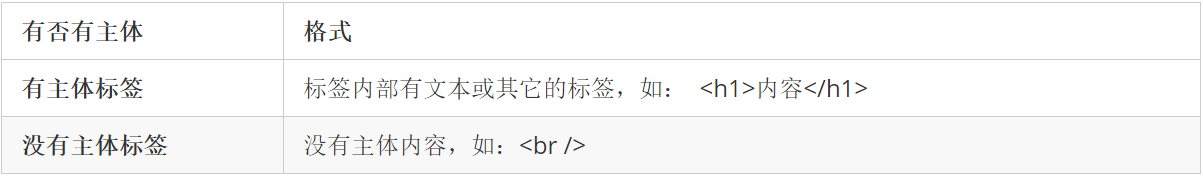 有否有主体 格式
有主体标签 标签内部有文本或其它的标签，如： <h1>内容</h1>
没有主体标签 没有主体内容，如：<br />